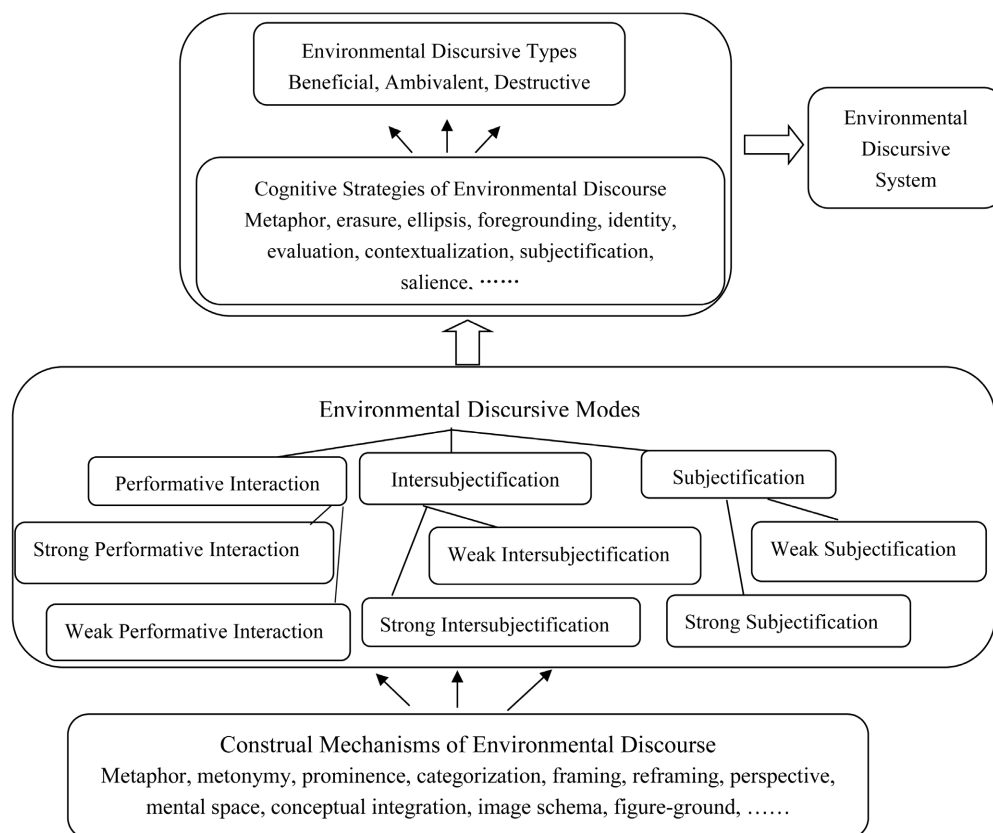 Environmental Discursive Types
Beneficial, Ambivalent, Destructive
Environmental
Discursive
System
Cognitive Strategies of Environmental Discourse
Metaphor, erasure, ellipsis, foregrounding, identity,
evaluation, contextualization, subjectification,
salience, ……
Environmental Discursive Modes
Performative Interaction
Intersubjectification
Subjectification
Strong Performative Interaction
Weak Intersubjectification
Weak Subjectification
Weak Performative Interaction
Strong Intersubjectification
Strong Subjectification
Construal Mechanisms of Environmental Discourse
Metaphor, metonymy, prominence, categorization, framing, reframing, perspective,
mental space, conceptual integration, image schema, figure-ground, ……